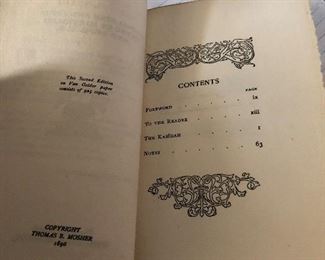 This Second Edition
on Van Gelder paper
consists of 925 copies.
COPYRIGHT
THOMAS B. MOSHER
1896
CONTENTS
PAGE
FOREWORD . . . . . ix
TO THE READER . . . . xiii
THE KASÎDAH . . . . 1
NOTES . . . . . . 63